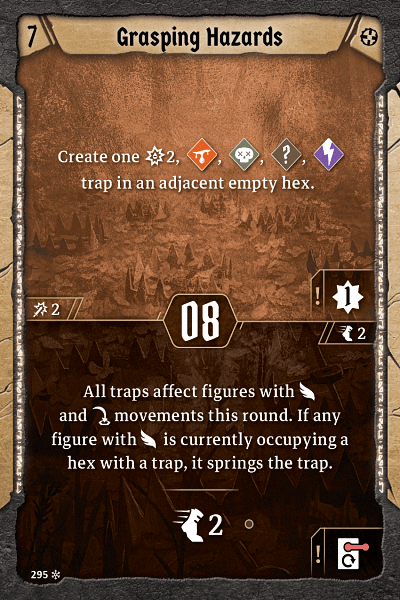 7 Grasping Hazards
Create one 2, , , ? ,
trap in an adjacent empty hex.
! 1
2
08
2
All traps affect figures with
and movements this round. If any
figure with is currently occupying a
hex with a trap, it springs the trap.
2
!
295